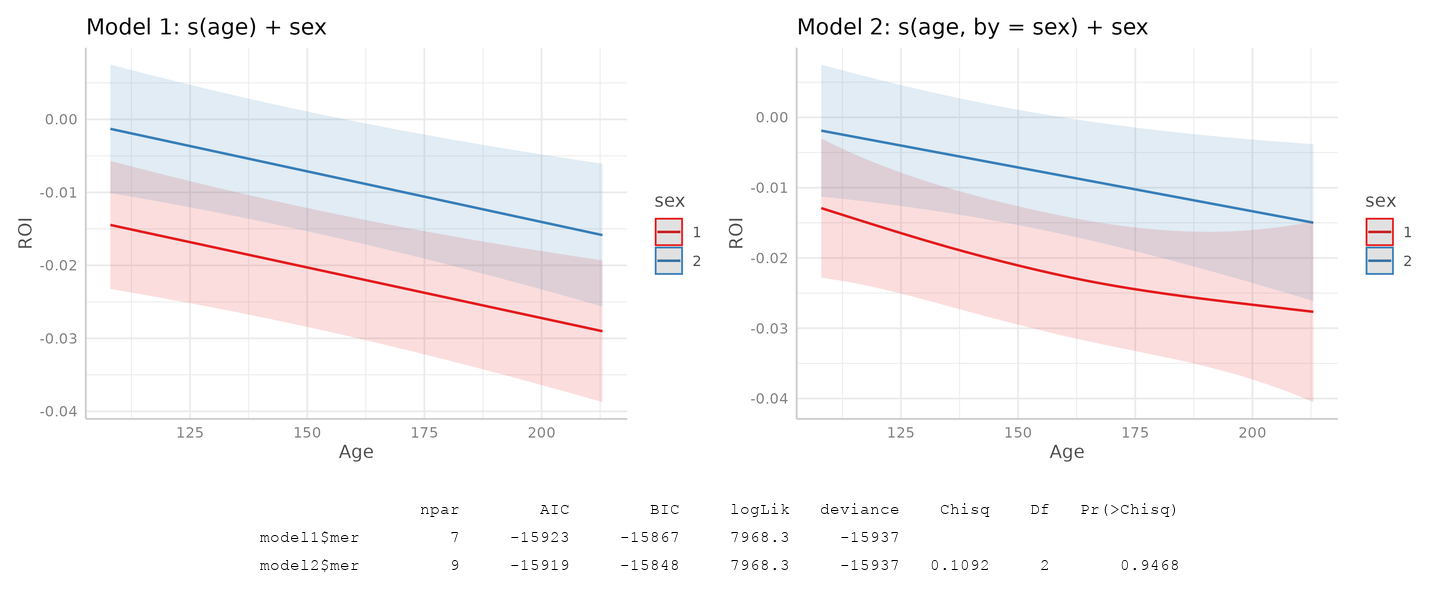 Model 1: s(age) + sex
0.00
-0.01
-0.02
-0.03
-0.04
ROI
125 150 175 200
Age
sex
1
2
Model 2: s(age, by = sex) + sex
0.00
-0.01
-0.02
-0.03
-0.04
ROI
125 150 175 200
Age
sex
1
2
npar AIC BIC logLik deviance Chisq Df Pr(>Chisq)
model1$mer 7 -15923 -15867 7968.3 -15937
model2$mer 9 -15919 -15848 7968.3 -15937 0.1092 2 0.9468